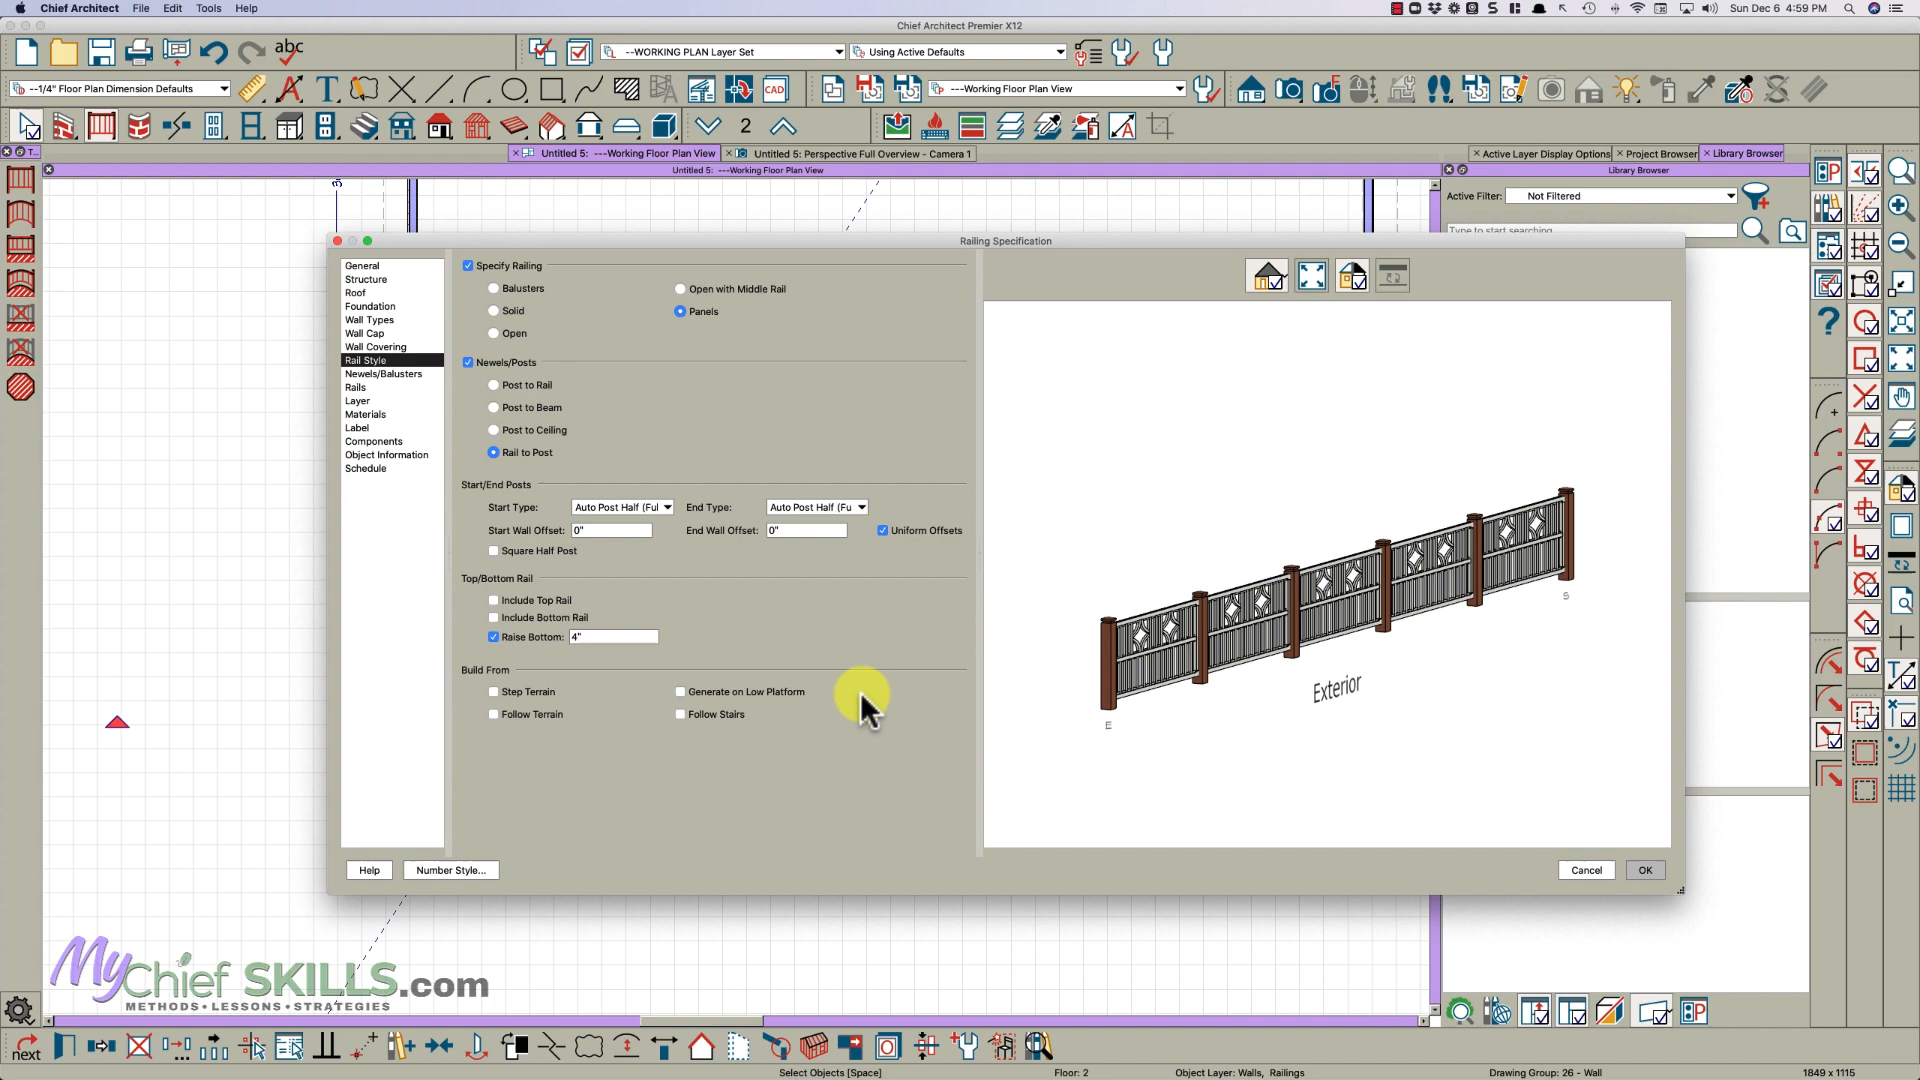 Chief Architect File Edit Tools Help
Sun Dec 6 4:59 PM
Chief Architect Premier X12
abc
--WORKING PLAN Layer Set
Using Active Defaults
--1/4" Floor Plan Dimension Defaults
T
CAD
---Working Floor Plan View
2
T...
Untitled 5: ---Working Floor Plan View
Untitled 5: Perspective Full Overview - Camera 1
Active Layer Display Options
Project Browser
Library Browser
Untitled 5: ---Working Floor Plan View
Library Browser
Active Filter: Not Filtered
Type to start searching
Railing Specification
General
Structure
Roof
Foundation
Wall Types
Wall Cap
Wall Covering
Rail Style
Newels/Balusters
Rails
Layer
Materials
Label
Components
Object Information
Schedule
Specify Railing
Balusters
Open with Middle Rail
Solid
Panels
Open
Newels/Posts
Post to Rail
Post to Beam
Post to Ceiling
Rail to Post
Start/End Posts
Start Type: Auto Post Half (Ful
End Type: Auto Post Half (Fu
Start Wall Offset: 0"
End Wall Offset: 0"
Uniform Offsets
Square Half Post
Top/Bottom Rail
Include Top Rail
Include Bottom Rail
Raise Bottom: 4"
Build From
Step Terrain
Generate on Low Platform
Follow Terrain
Follow Stairs
Exterior
E
S
Help
Number Style...
Cancel
OK
MyChief SKILLS.com
METHODS • LESSONS • STRATEGIES
next
Select Objects [Space]
Floor: 2
Object Layer: Walls, Railings
Drawing Group: 26 - Wall
1849 x 1115